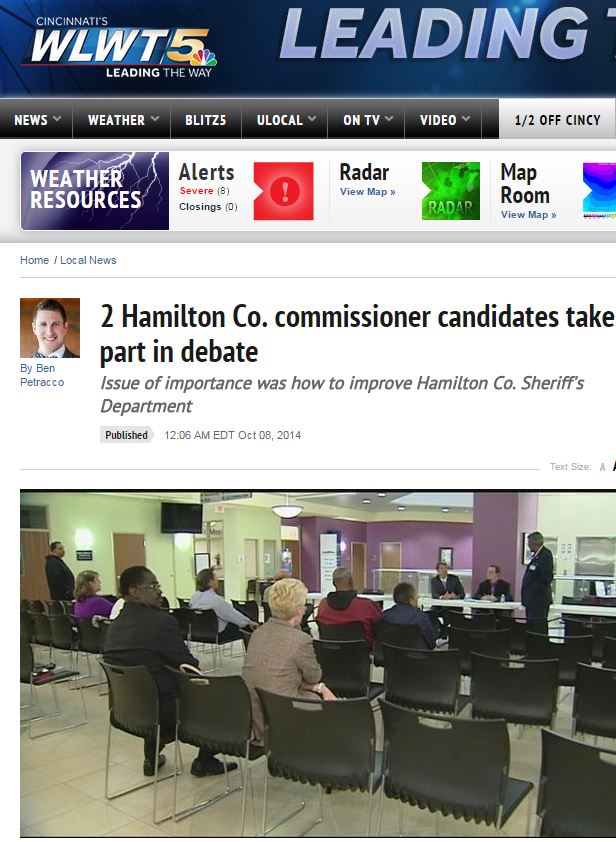 CINCINNATI'S
WLWT 5
LEADING THE WAY
LEADING
NEWS
WEATHER
BLITZ5
ULOCAL
ON TV
VIDEO
1/2 OFF CINCY
WEATHER
RESOURCES
Alerts
Severe (8)
Closings (0)
Radar
View Map »
RADAR
Map
Room
View Map »
Home / Local News
By Ben
Petracco
2 Hamilton Co. commissioner candidates take
part in debate
Issue of importance was how to improve Hamilton Co. Sheriff's
Department
Published 12:06 AM EDT Oct 08, 2014
Text Size: A